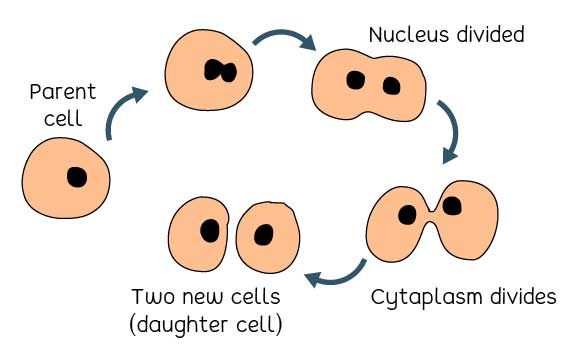 Parent
cell
Nucleus divided
Cytaplasm divides
Two new cells
(daughter cell)